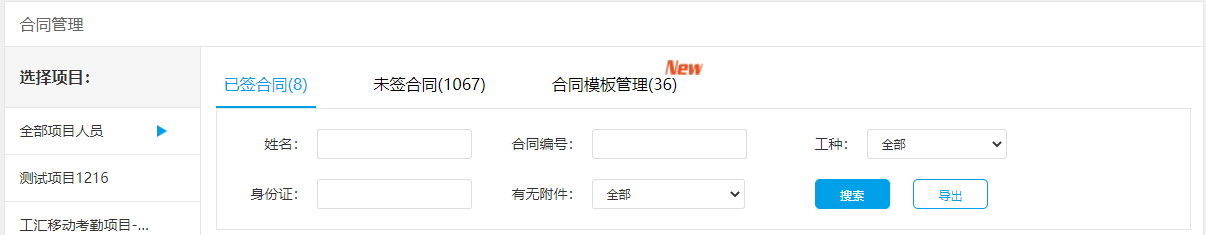 合同管理
选择项目：
全部项目人员
测试项目1216
工汇移动考勤项目-...
已签合同(8) 未签合同(1067) 合同模板管理(36) New
姓名： 合同编号： 工种： 全部
身份证： 有无附件： 全部 搜索 导出